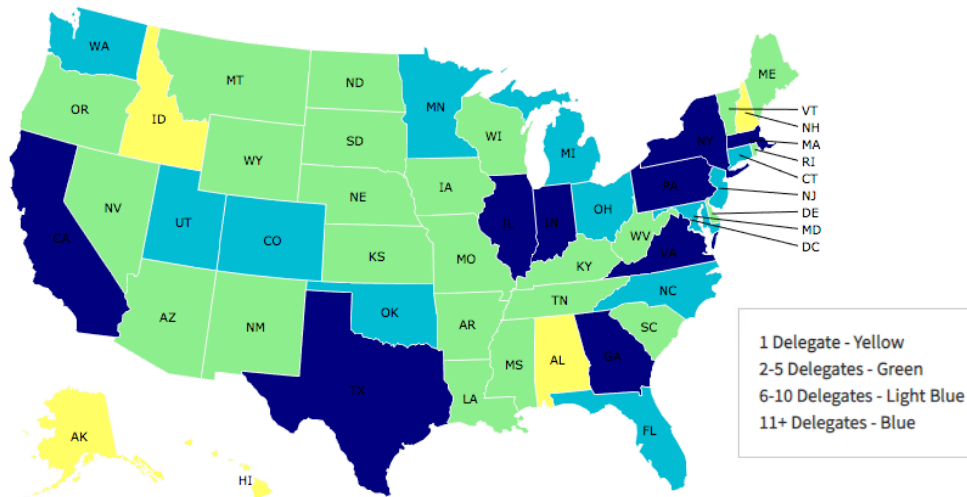 WA
MT
ND
MN
ME
OR
ID
SD
WI
VT
NH
WY
MI
NY
MA
RI
IA
NE
PA
CT
NJ
NV
UT
CO
IL
IN
OH
DE
MD
DC
CA
KS
MO
WV
VA
KY
NC
TN
AZ
NM
OK
AR
SC
MS
AL
GA
TX
LA
FL
AK
HI
1 Delegate - Yellow
2-5 Delegates - Green
6-10 Delegates - Light Blue
11+ Delegates - Blue